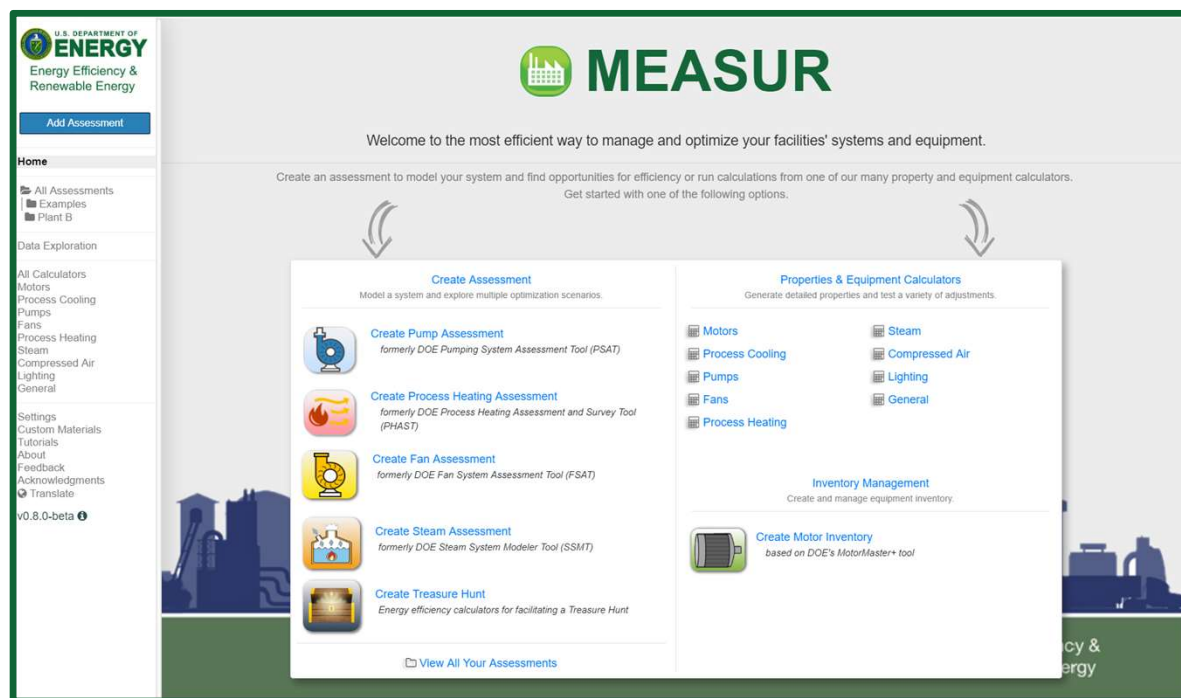 U.S. DEPARTMENT OF
ENERGY
Energy Efficiency &
Renewable Energy
Add Assessment
Home
All Assessments
Examples
Plant B
Data Exploration
All Calculators
Motors
Process Cooling
Pumps
Fans
Process Heating
Steam
Compressed Air
Lighting
General
Settings
Custom Materials
Tutorials
About
Feedback
Acknowledgments
Translate
v0.8.0-beta
MEASUR
Welcome to the most efficient way to manage and optimize your facilities' systems and equipment.
Create an assessment to model your system and find opportunities for efficiency or run calculations from one of our many property and equipment calculators.
Get started with one of the following options.
Create Assessment
Model a system and explore multiple optimization scenarios.
Create Pump Assessment
formerly DOE Pumping System Assessment Tool (PSAT)
Create Process Heating Assessment
formerly DOE Process Heating Assessment and Survey Tool
(PHAST)
Create Fan Assessment
formerly DOE Fan System Assessment Tool (FSAT)
Create Steam Assessment
formerly DOE Steam System Modeler Tool (SSMT)
Create Treasure Hunt
Energy efficiency calculators for facilitating a Treasure Hunt
View All Your Assessments
Properties & Equipment Calculators
Generate detailed properties and test a variety of adjustments.
Motors
Process Cooling
Pumps
Fans
Process Heating
Steam
Compressed Air
Lighting
General
Inventory Management
Create and manage equipment inventory.
Create Motor Inventory
based on DOE's MotorMaster+ tool
cy &
ergy